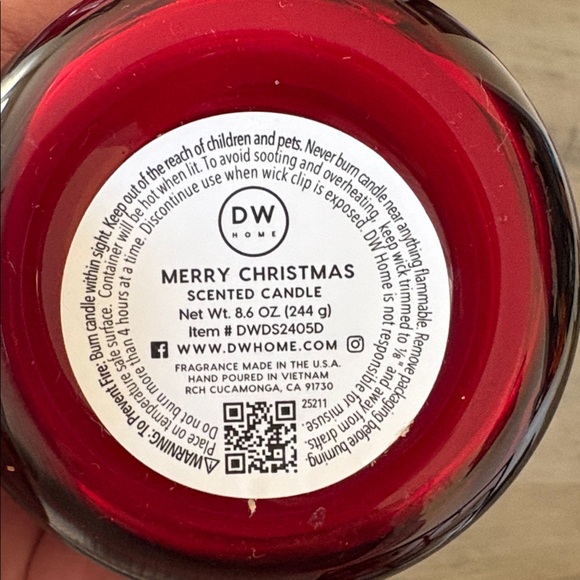 ⚠WARNING: To Prevent Fire: Burn candle within sight. Keep out of the reach of children and pets. Never burn candle near anything flammable. Remove packaging before burning.
Place on temperature safe surface. Container will be hot when lit. To avoid sooting and overheating, keep wick trimmed to ⅛" and away from drafts.
Do not burn more than 4 hours at a time. Discontinue use when wick clip is exposed. DW Home is not responsible for misuse.
DW
HOME
MERRY CHRISTMAS
SCENTED CANDLE
Net Wt. 8.6 OZ. (244 g)
Item # DWDS2405D
WWW.DWHOME.COM
FRAGRANCE MADE IN THE U.S.A.
HAND POURED IN VIETNAM
RCH CUCAMONGA, CA 91730
25211